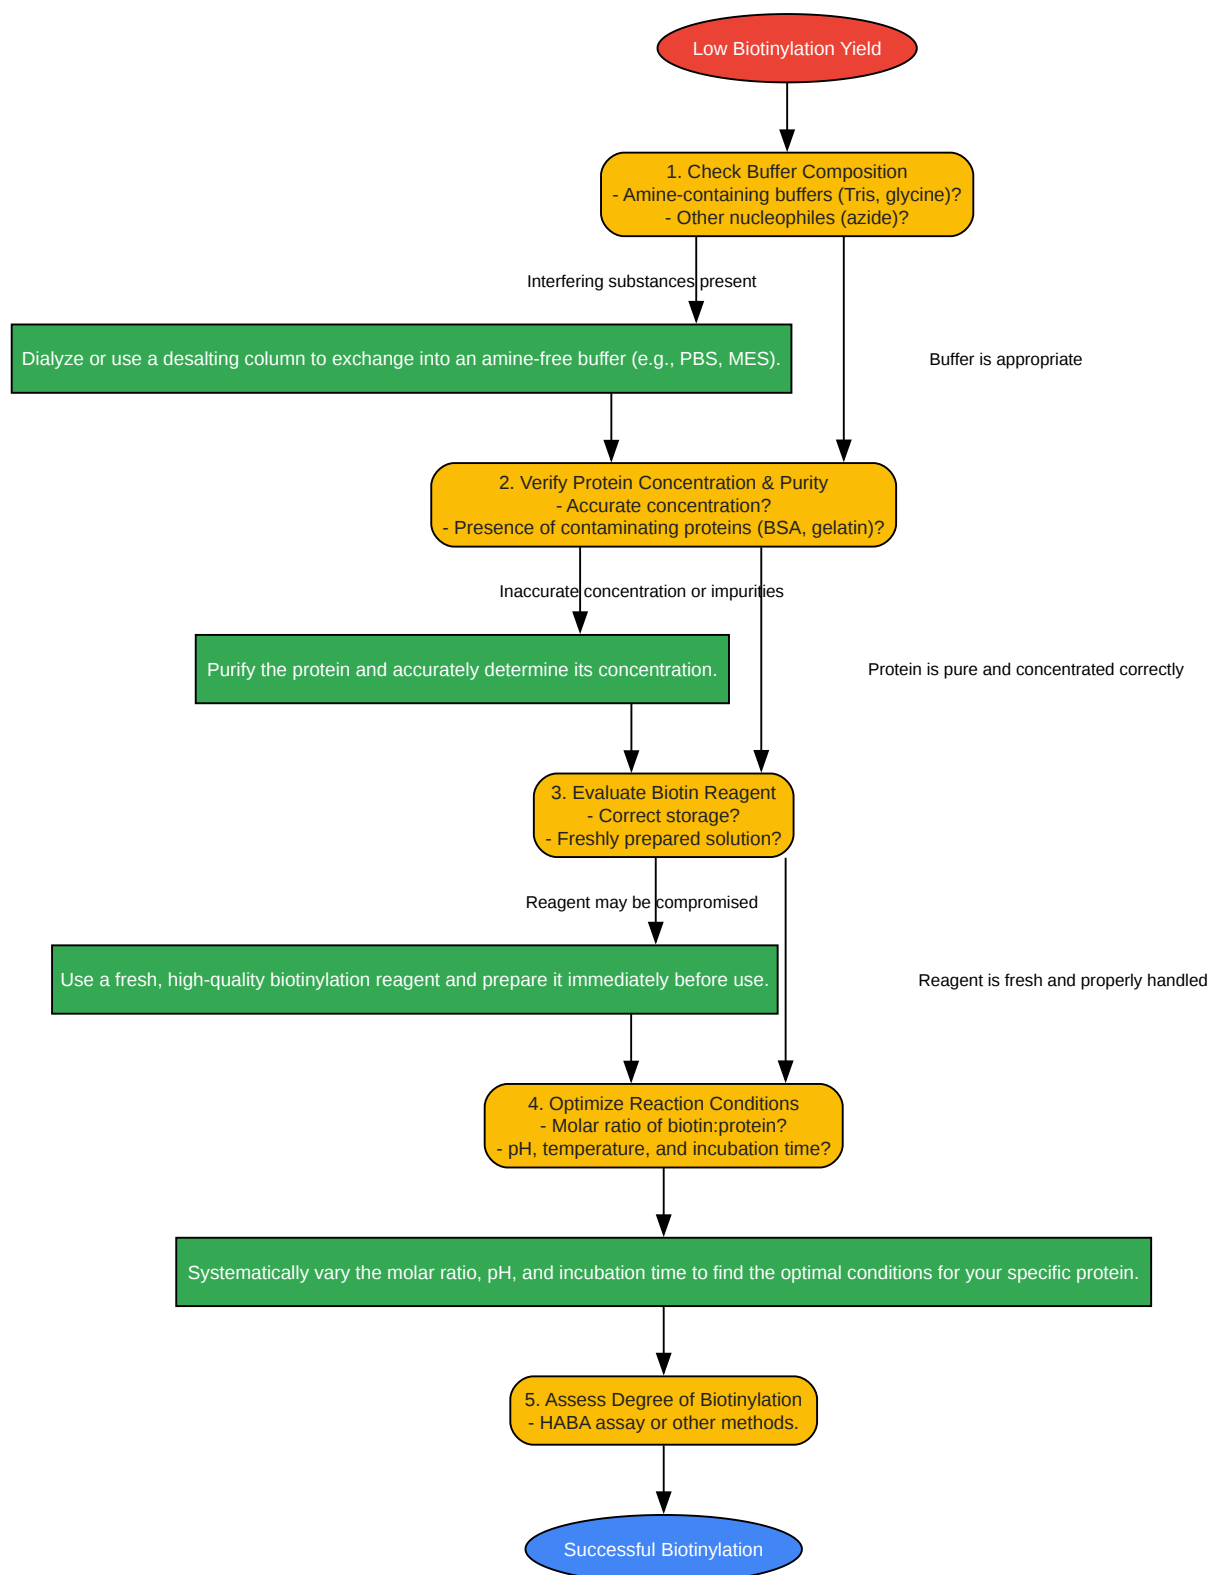 Low Biotinylation Yield
1. Check Buffer Composition
- Amine-containing buffers (Tris, glycine)?
- Other nucleophiles (azide)?
Interfering substances present
Dialyze or use a desalting column to exchange into an amine-free buffer (e.g., PBS, MES).
Buffer is appropriate
2. Verify Protein Concentration & Purity
- Accurate concentration?
- Presence of contaminating proteins (BSA, gelatin)?
Inaccurate concentration or impurities
Purify the protein and accurately determine its concentration.
Protein is pure and concentrated correctly
3. Evaluate Biotin Reagent
- Correct storage?
- Freshly prepared solution?
Reagent may be compromised
Use a fresh, high-quality biotinylation reagent and prepare it immediately before use.
Reagent is fresh and properly handled
4. Optimize Reaction Conditions
- Molar ratio of biotin:protein?
- pH, temperature, and incubation time?
Systematically vary the molar ratio, pH, and incubation time to find the optimal conditions for your specific protein.
5. Assess Degree of Biotinylation
- HABA assay or other methods.
Successful Biotinylation